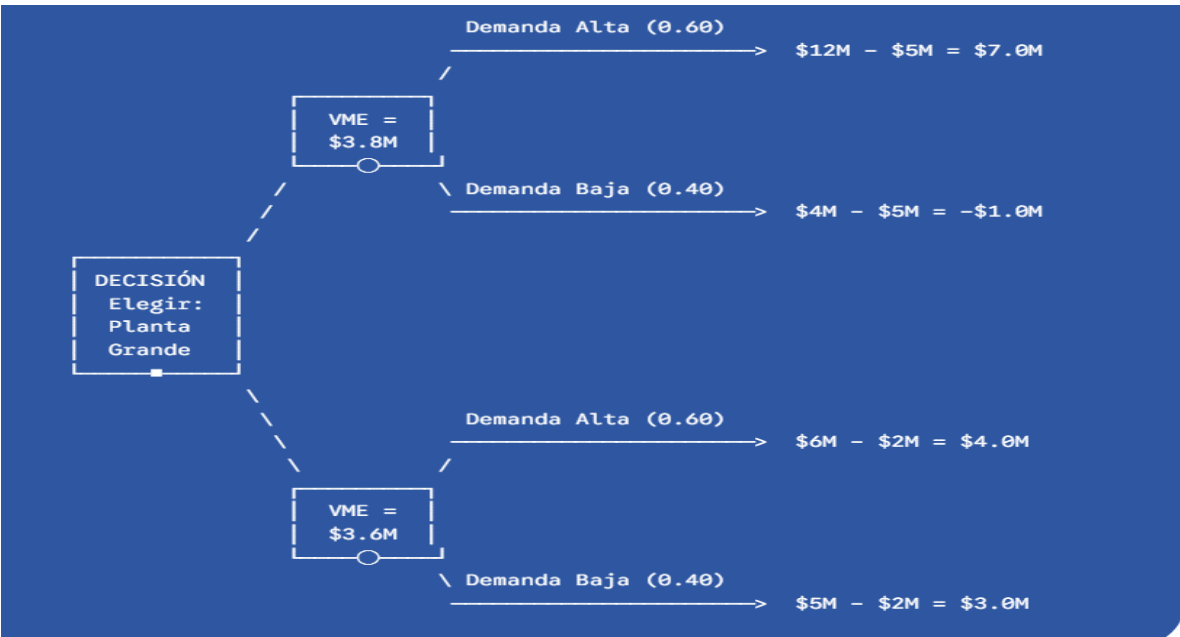 Demanda Alta (0.60)
$12M - $5M = $7.0M
VME =
$3.8M
Demanda Baja (0.40)
$4M - $5M = -$1.0M
DECISIÓN
Elegir:
Planta
Grande
Demanda Alta (0.60)
$6M - $2M = $4.0M
VME =
$3.6M
Demanda Baja (0.40)
$5M - $2M = $3.0M